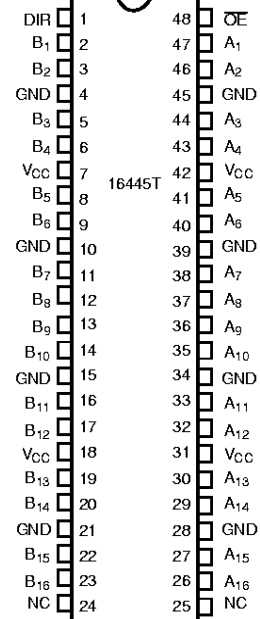 DIR 1 48 O̅E̅
B₁ 2 47 A₁
B₂ 3 46 A₂
GND 4 45 GND
B₃ 5 44 A₃
B₄ 6 43 A₄
VCC 7 42 VCC
16445T
B₅ 8 41 A₅
B₆ 9 40 A₆
GND 10 39 GND
B₇ 11 38 A₇
B₈ 12 37 A₈
B₉ 13 36 A₉
B₁₀ 14 35 A₁₀
GND 15 34 GND
B₁₁ 16 33 A₁₁
B₁₂ 17 32 A₁₂
VCC 18 31 VCC
B₁₃ 19 30 A₁₃
B₁₄ 20 29 A₁₄
GND 21 28 GND
B₁₅ 22 27 A₁₅
B₁₆ 23 26 A₁₆
NC 24 25 NC